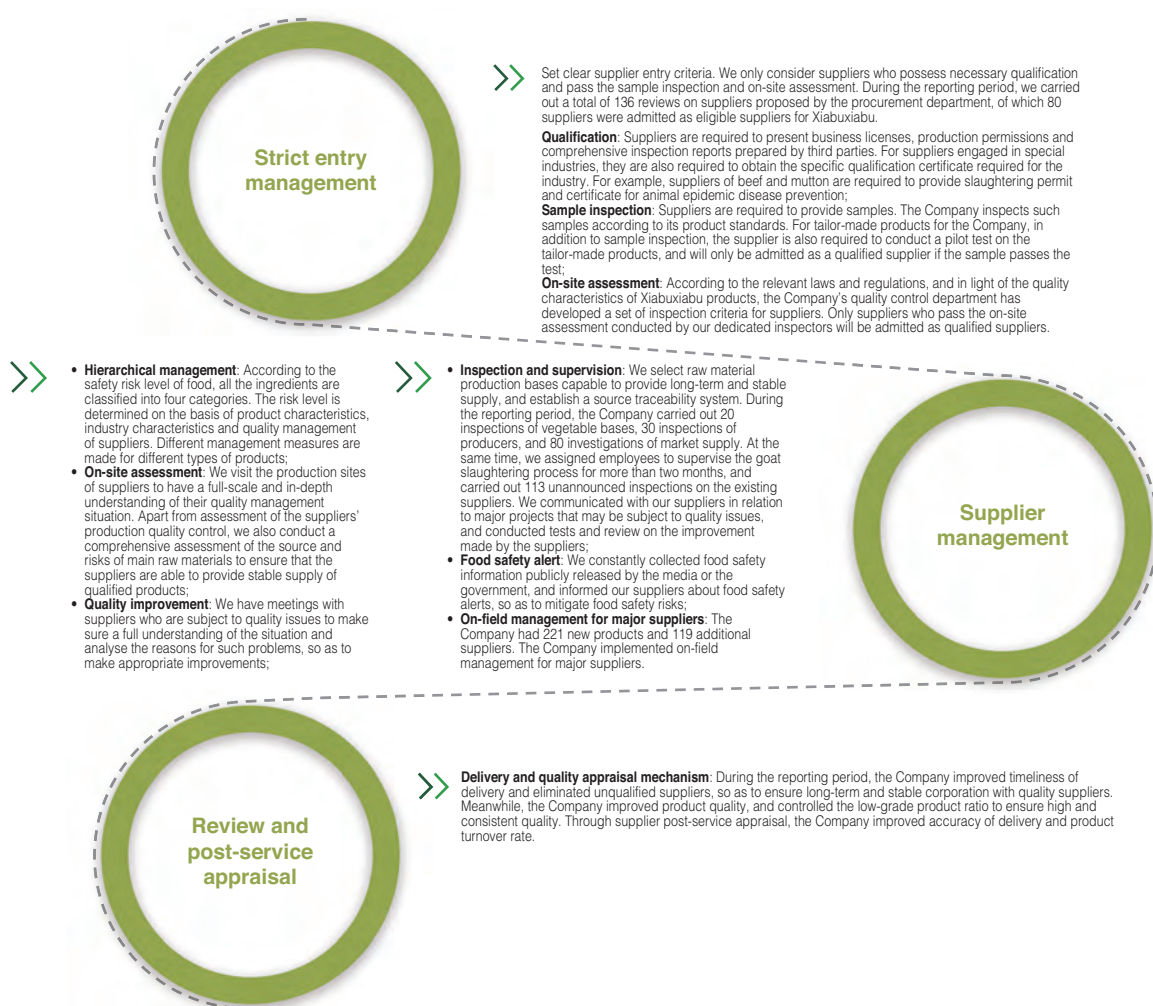 Strict entry
management
Set clear supplier entry criteria. We only consider suppliers who possess necessary qualification
and pass the sample inspection and on-site assessment. During the reporting period, we carried
out a total of 136 reviews on suppliers proposed by the procurement department, of which 80
suppliers were admitted as eligible suppliers for Xiabuxiabu.
Qualification: Suppliers are required to present business licenses, production permissions and
comprehensive inspection reports prepared by third parties. For suppliers engaged in special
industries, they are also required to obtain the specific qualification certificate required for the
industry. For example, suppliers of beef and mutton are required to provide slaughtering permit
and certificate for animal epidemic disease prevention;
Sample inspection: Suppliers are required to provide samples. The Company inspects such
samples according to its product standards. For tailor-made products for the Company, in
addition to sample inspection, the supplier is also required to conduct a pilot test on the
tailor-made products, and will only be admitted as a qualified supplier if the sample passes the
test;
On-site assessment: According to the relevant laws and regulations, and in light of the quality
characteristics of Xiabuxiabu products, the Company's quality control department has
developed a set of inspection criteria for suppliers. Only suppliers who pass the on-site
assessment conducted by our dedicated inspectors will be admitted as qualified suppliers.
• Hierarchical management: According to the
safety risk level of food, all the ingredients are
classified into four categories. The risk level is
determined on the basis of product characteristics,
industry characteristics and quality management
of suppliers. Different management measures are
made for different types of products;
• On-site assessment: We visit the production sites
of suppliers to have a full-scale and in-depth
understanding of their quality management
situation. Apart from assessment of the suppliers'
production quality control, we also conduct a
comprehensive assessment of the source and
risks of main raw materials to ensure that the
suppliers are able to provide stable supply of
qualified products;
• Quality improvement: We have meetings with
suppliers who are subject to quality issues to make
sure a full understanding of the situation and
analyse the reasons for such problems, so as to
make appropriate improvements;
• Inspection and supervision: We select raw material
production bases capable to provide long-term and stable
supply, and establish a source traceability system. During
the reporting period, the Company carried out 20
inspections of vegetable bases, 30 inspections of
producers, and 80 investigations of market supply. At the
same time, we assigned employees to supervise the goat
slaughtering process for more than two months, and
carried out 113 unannounced inspections on the existing
suppliers. We communicated with our suppliers in relation
to major projects that may be subject to quality issues,
and conducted tests and review on the improvement
made by the suppliers;
• Food safety alert: We constantly collected food safety
information publicly released by the media or the
government, and informed our suppliers about food safety
alerts, so as to mitigate food safety risks;
• On-field management for major suppliers: The
Company had 221 new products and 119 additional
suppliers. The Company implemented on-field
management for major suppliers.
Supplier
management
Review and
post-service
appraisal
Delivery and quality appraisal mechanism: During the reporting period, the Company improved timeliness of
delivery and eliminated unqualified suppliers, so as to ensure long-term and stable corporation with quality suppliers.
Meanwhile, the Company improved product quality, and controlled the low-grade product ratio to ensure high and
consistent quality. Through supplier post-service appraisal, the Company improved accuracy of delivery and product
turnover rate.